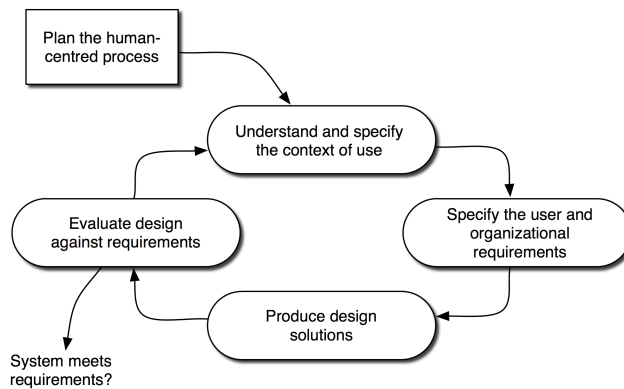 Plan the human-
centred process
Understand and specify
the context of use
Evaluate design
against requirements
Specify the user and
organizational
requirements
Produce design
solutions
System meets
requirements?